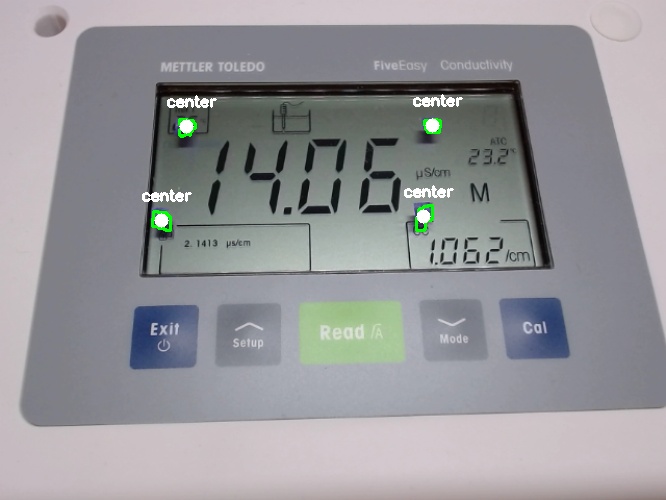 METTLER TOLEDO FiveEasy Conductivity
center center
ATC
23.2°
14.06 µS/cm
center center
M
2. 1413 µs/cm
1.062/cm
Exit Setup Read /A Mode Cal